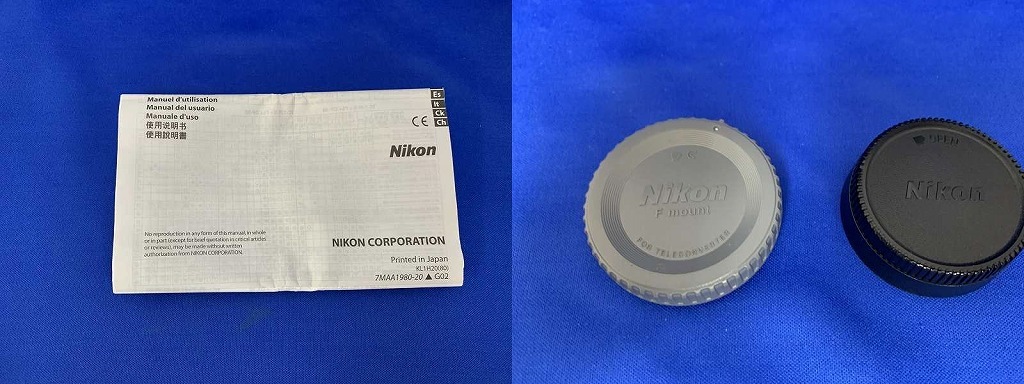 Manuel d'utilisation
Manual del usuario
Manuale d'uso
使用说明书
使用說明書
Es
It
Ck
Ch
CE
Nikon
No reproduction in any form of this manual, in whole
or in part (except for brief quotation in critical articles
or reviews), may be made without written
authorization from NIKON CORPORATION.
NIKON CORPORATION
Printed in Japan
KL1H20(80)
7MAA1980-20 ▲ G02
Nikon
F mount
FOR TELECONVERTER
OPEN
Nikon